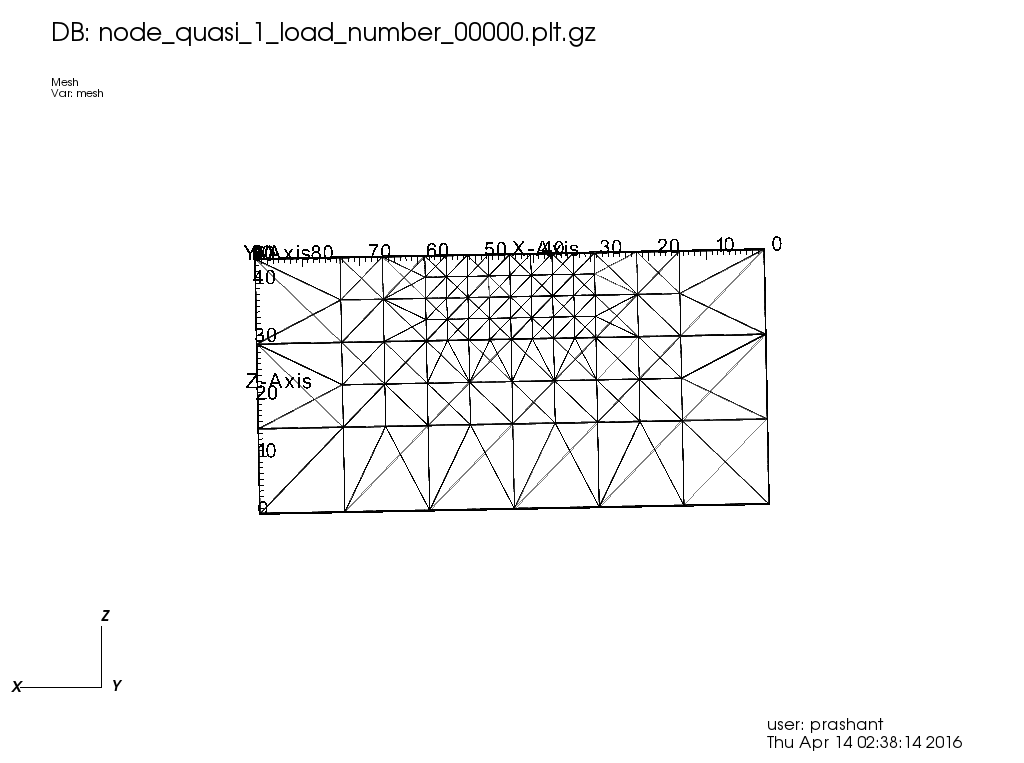 DB: node_quasi_1_load_number_00000.plt.gz
Mesh
Var: mesh
Axis 80 70 60 50 X-Axis 40 30 20 10 0
40
30
Z-Axis
20
10
0
Z
X Y
user: prashant
Thu Apr 14 02:38:14 2016